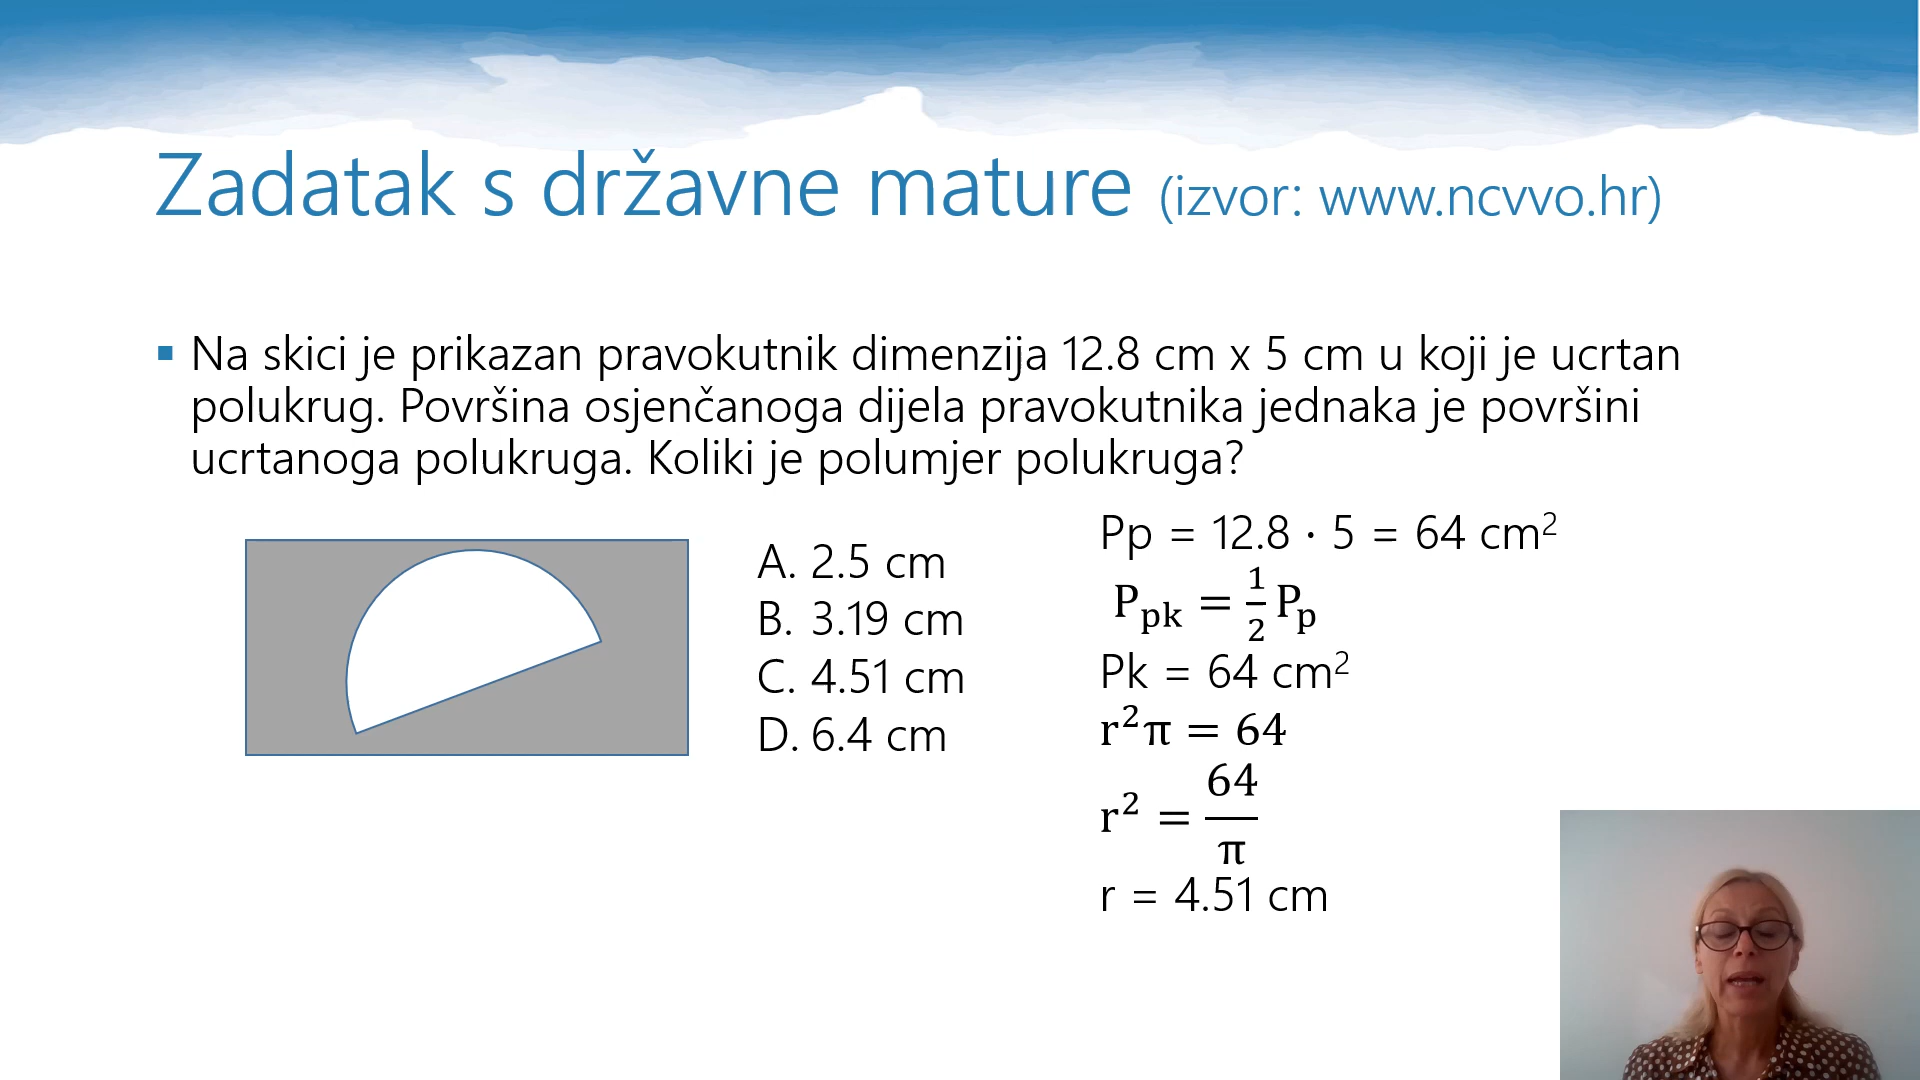 Zadatak s državne mature (izvor: www.ncvvo.hr)
▪ Na skici je prikazan pravokutnik dimenzija 12.8 cm x 5 cm u koji je ucrtan
polukrug. Površina osjenčanoga dijela pravokutnika jednaka je površini
ucrtanoga polukruga. Koliki je polumjer polukruga?
A. 2.5 cm
B. 3.19 cm
C. 4.51 cm
D. 6.4 cm
Pp = 12.8 · 5 = 64 cm²
P_pk = 1/2 P_p
Pk = 64 cm²
r²π = 64
r² = 64/π
r = 4.51 cm